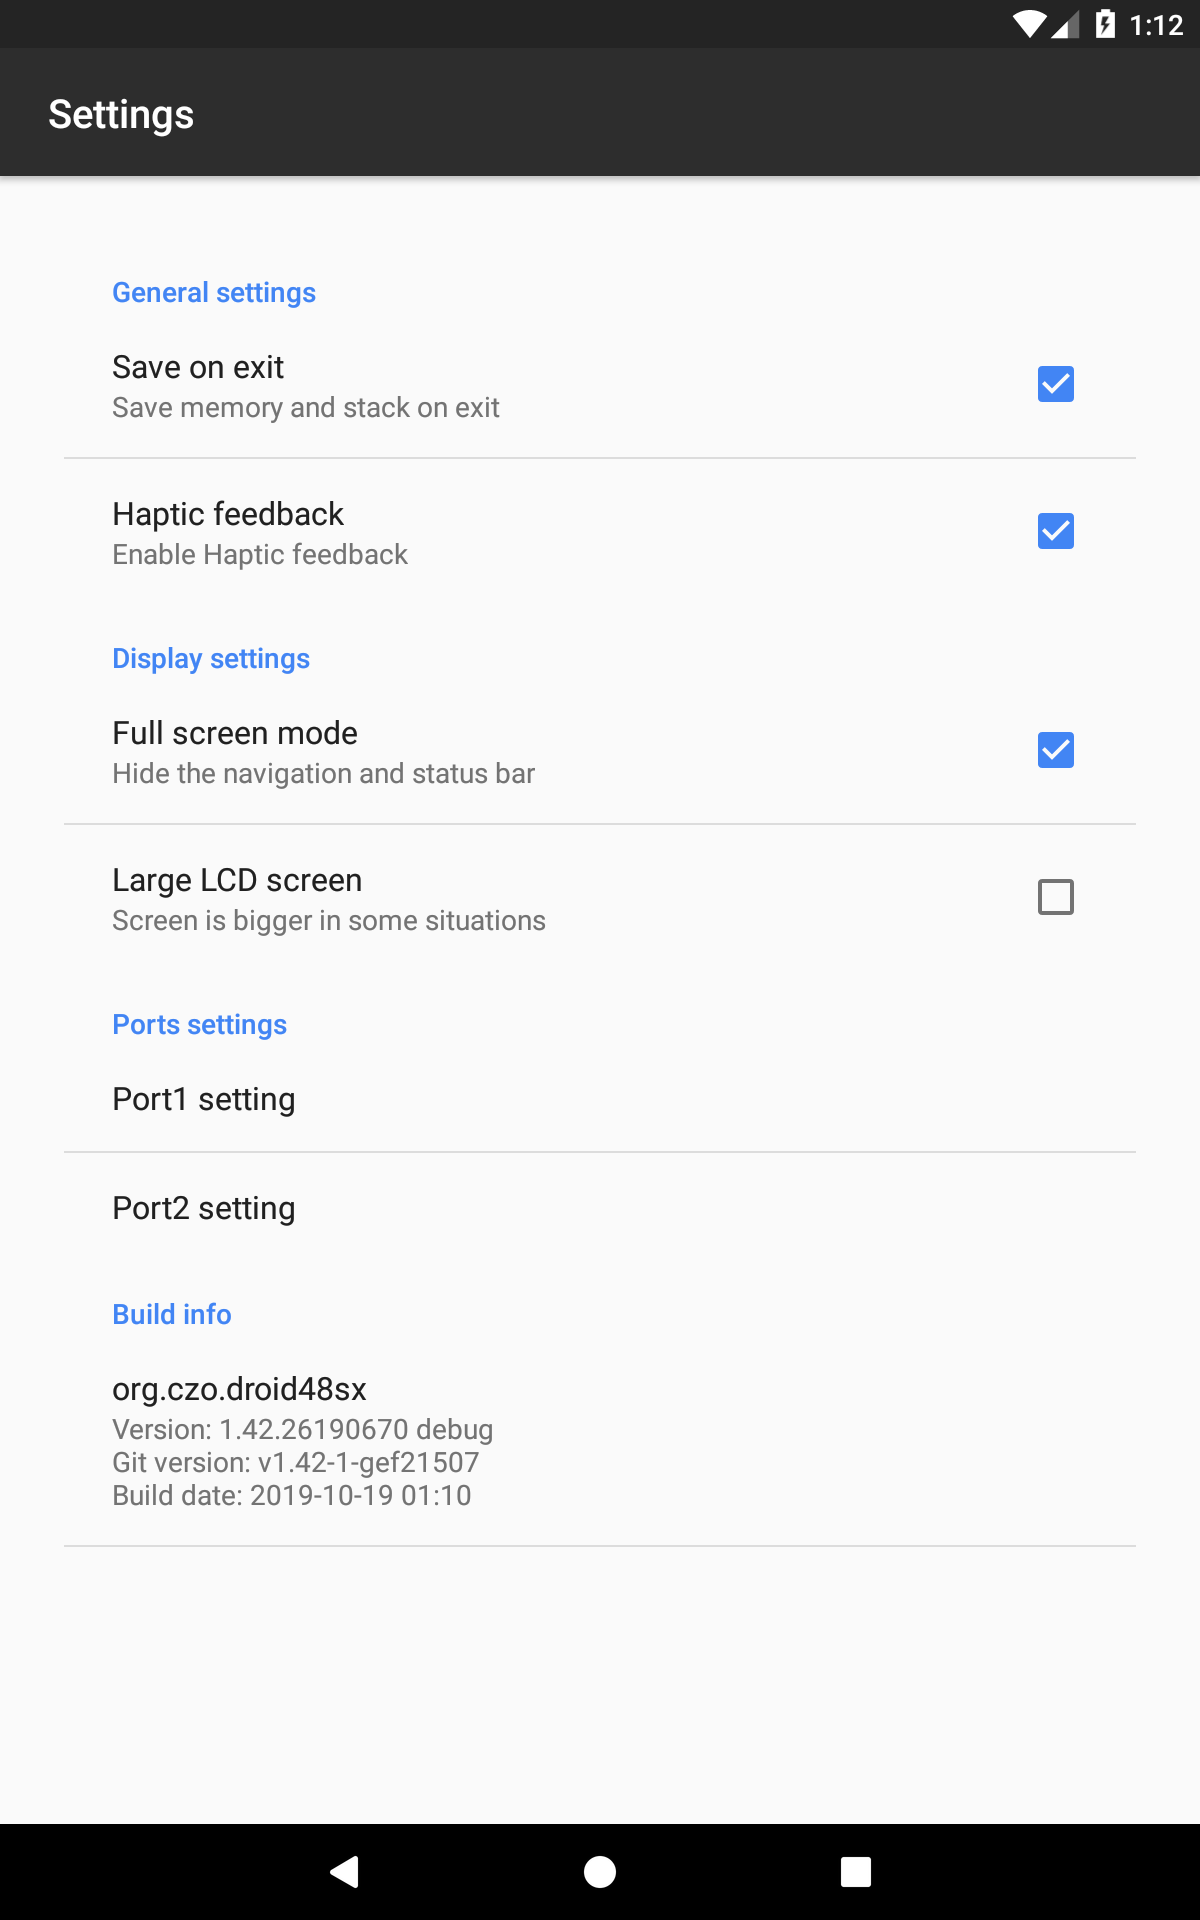 1:12
Settings
General settings
Save on exit
Save memory and stack on exit
Haptic feedback
Enable Haptic feedback
Display settings
Full screen mode
Hide the navigation and status bar
Large LCD screen
Screen is bigger in some situations
Ports settings
Port1 setting
Port2 setting
Build info
org.czo.droid48sx
Version: 1.42.26190670 debug
Git version: v1.42-1-gef21507
Build date: 2019-10-19 01:10